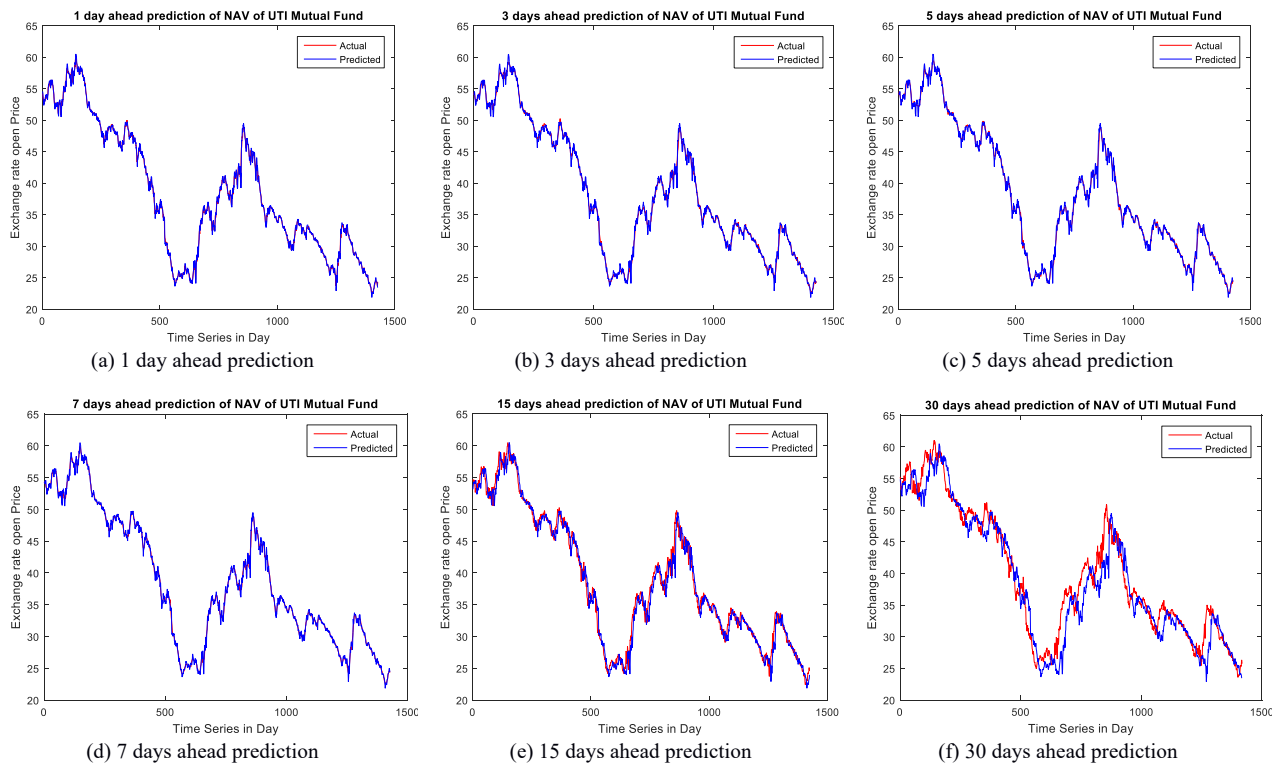 1 day ahead prediction of NAV of UTI Mutual Fund
65
60
55
50
45
40
35
30
25
20
Exchange rate open Price
Actual
Predicted
0
500
1000
1500
Time Series in Day
(a) 1 day ahead prediction
3 days ahead prediction of NAV of UTI Mutual Fund
65
60
55
50
45
40
35
30
25
20
Exchange rate open Price
Actual
Predicted
0
500
1000
1500
Time Series in Day
(b) 3 days ahead prediction
5 days ahead prediction of NAV of UTI Mutual Fund
65
60
55
50
45
40
35
30
25
20
Exchange rate open Price
Actual
Predicted
0
500
1000
1500
Time Series in Day
(c) 5 days ahead prediction
7 days ahead prediction of NAV of UTI Mutual Fund
65
60
55
50
45
40
35
30
25
20
Exchange rate open Price
Actual
Predicted
0
500
1000
1500
Time Series in Day
(d) 7 days ahead prediction
15 days ahead prediction of NAV of UTI Mutual Fund
65
60
55
50
45
40
35
30
25
20
Exchange rate open Price
Actual
Predicted
0
500
1000
1500
Time Series in Day
(e) 15 days ahead prediction
30 days ahead prediction of NAV of UTI Mutual Fund
65
60
55
50
45
40
35
30
25
20
Exchange rate open Price
Actual
Predicted
0
500
1000
1500
Time Series in Day
(f) 30 days ahead prediction